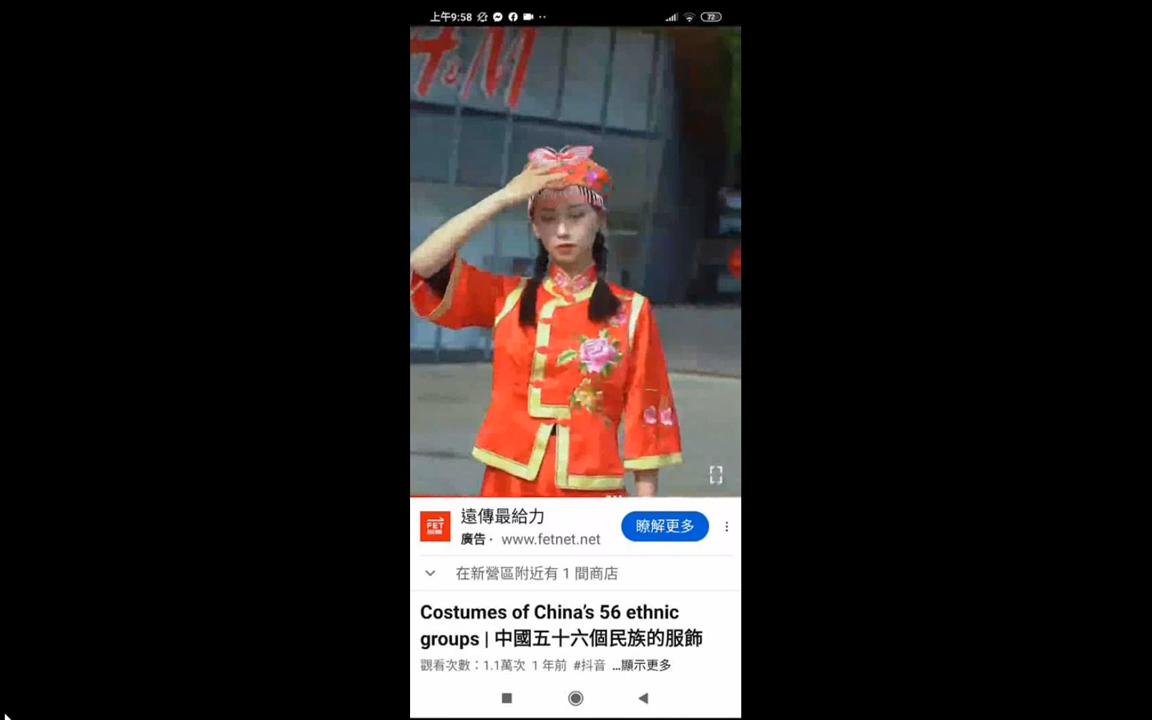 上午9:58
72
H&M
FET
遠傳最給力
廣告· www.fetnet.net
瞭解更多
在新營區附近有 1 間商店
Costumes of China's 56 ethnic
groups | 中國五十六個民族的服飾
觀看次數：1.1萬次 1 年前 #抖音 ...顯示更多